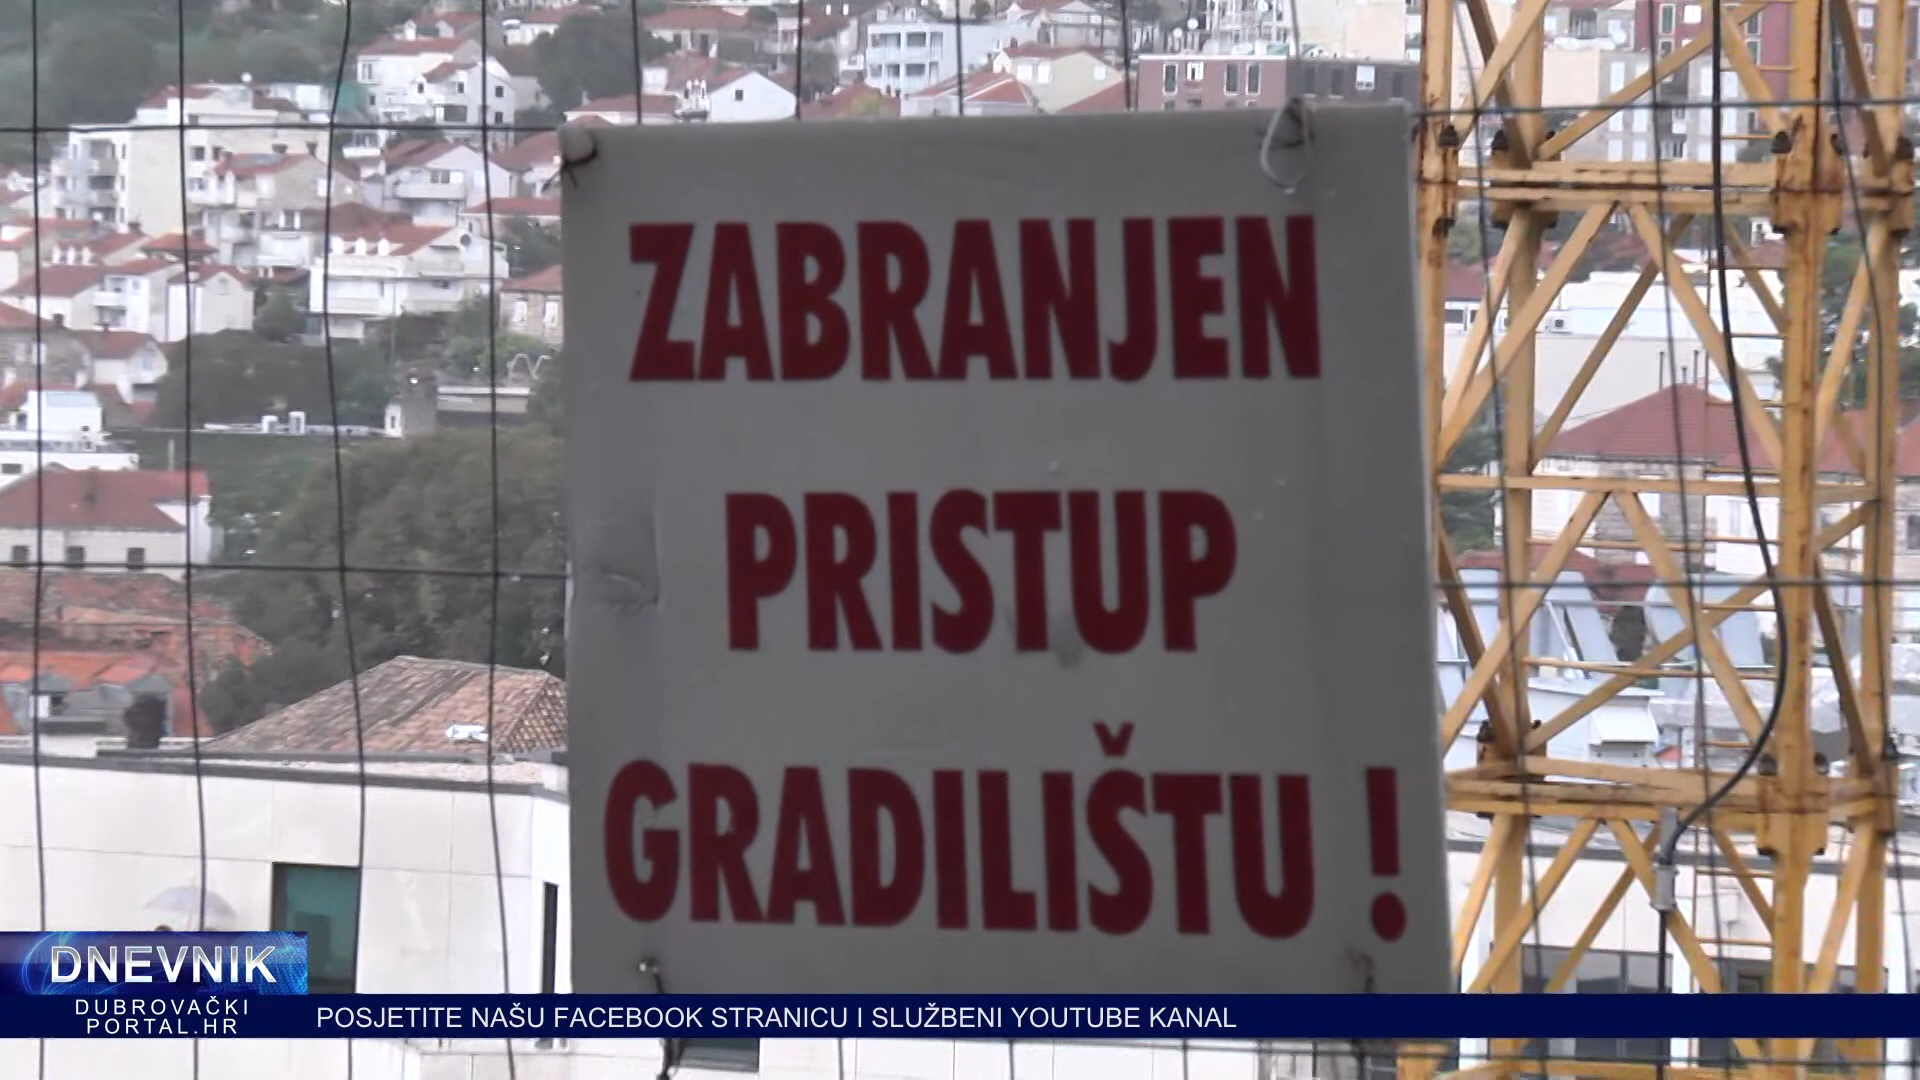 ZABRANJEN
PRISTUP
GRADILIŠTU !
DNEVNIK
DUBROVAČKI
PORTAL.HR
POSJETITE NAŠU FACEBOOK STRANICU I SLUŽBENI YOUTUBE KANAL